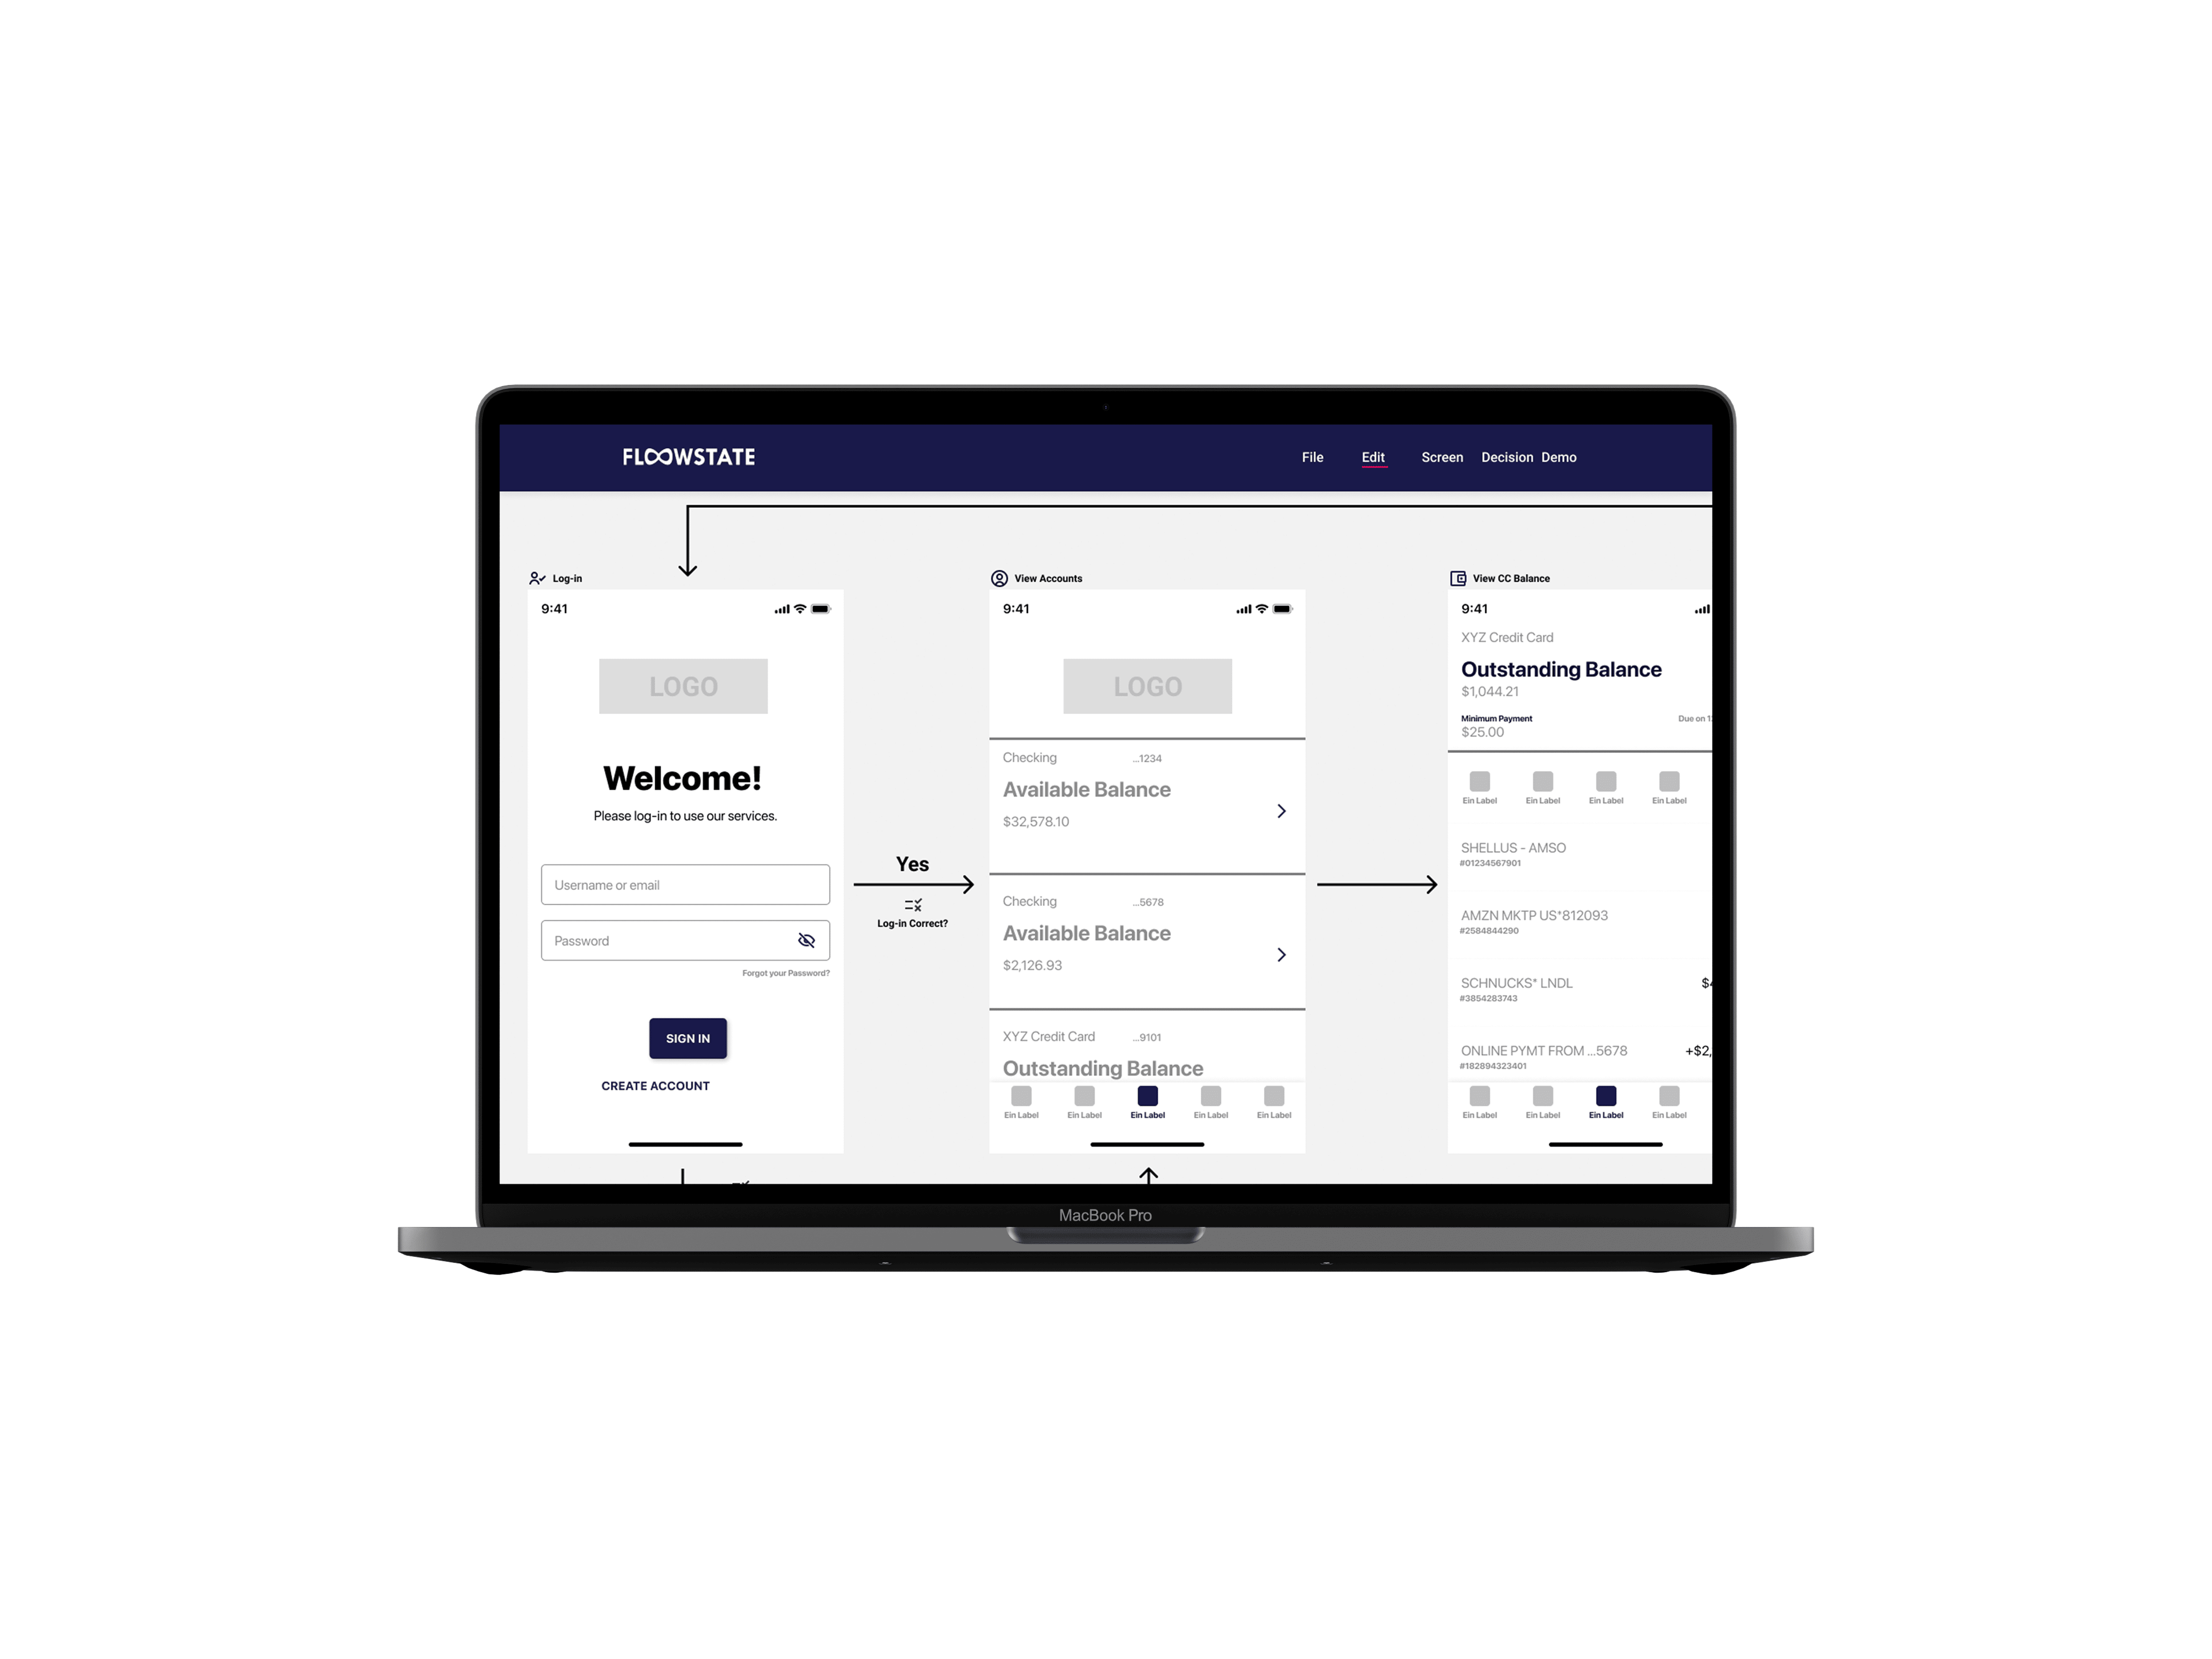 FLOOWSTATE
File Edit Screen Decision Demo
Log-in
9:41
LOGO
Welcome!
Please log-in to use our services.
Username or email
Password
Forgot your Password?
SIGN IN
CREATE ACCOUNT
Yes
Log-in Correct?
View Accounts
9:41
LOGO
Checking ...1234
Available Balance
$32,578.10
Checking ...5678
Available Balance
$2,126.93
XYZ Credit Card ...9101
Outstanding Balance
Ein Label Ein Label Ein Label Ein Label Ein Label
View CC Balance
9:41
XYZ Credit Card
Outstanding Balance
$1,044.21
Minimum Payment Due on
$25.00
Ein Label Ein Label Ein Label Ein Label
SHELLUS - AMSO
#01234567901
AMZN MKTP US*812093
#2584844290
SCHNUCKS* LNDL
#3854283743
ONLINE PYMT FROM ...5678 +$2,
#182894323401
Ein Label Ein Label Ein Label Ein Label
MacBook Pro